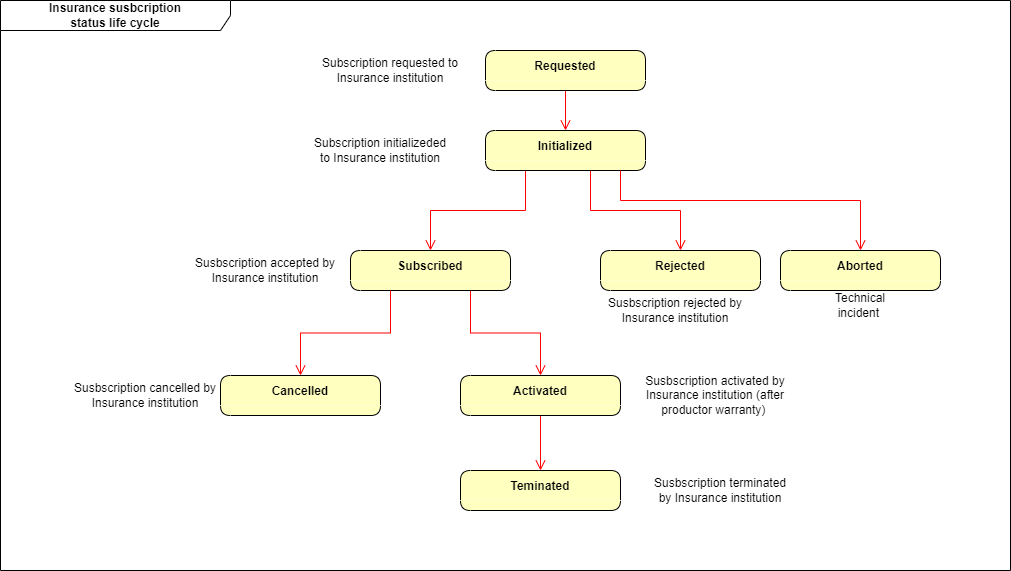 Insurance susbcription
status life cycle
Subscription requested to
Insurance institution
Requested
Subscription initializeded
to Insurance institution
Initialized
Susbscription accepted by
Insurance institution
Subscribed
Rejected
Aborted
Susbscription rejected by
Insurance institution
Technical
incident
Susbscription cancelled by
Insurance institution
Cancelled
Activated
Susbscription activated by
Insurance institution (after
productor warranty)
Teminated
Susbscription terminated
by Insurance institution